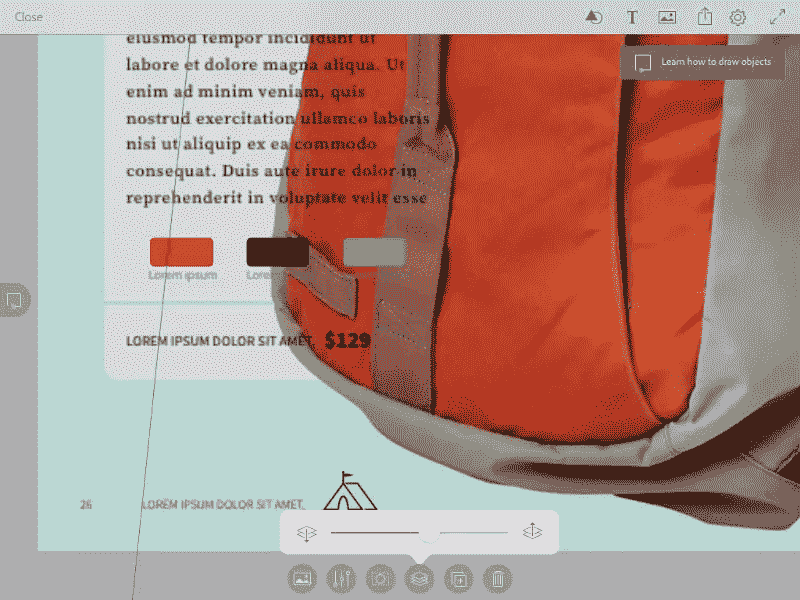 Close
Learn how to draw objects
eiusmod tempor incididunt ut
labore et dolore magna aliqua. Ut
enim ad minim veniam, quis
nostrud exercitation ullamco laboris
nisi ut aliquip ex ea commodo
consequat. Duis aute irure dolor in
reprehenderit in voluptate velit esse
Lorem ipsum
LOREM IPSUM DOLOR SIT AMET, $129
26 LOREM IPSUM DOLOR SIT AMET,